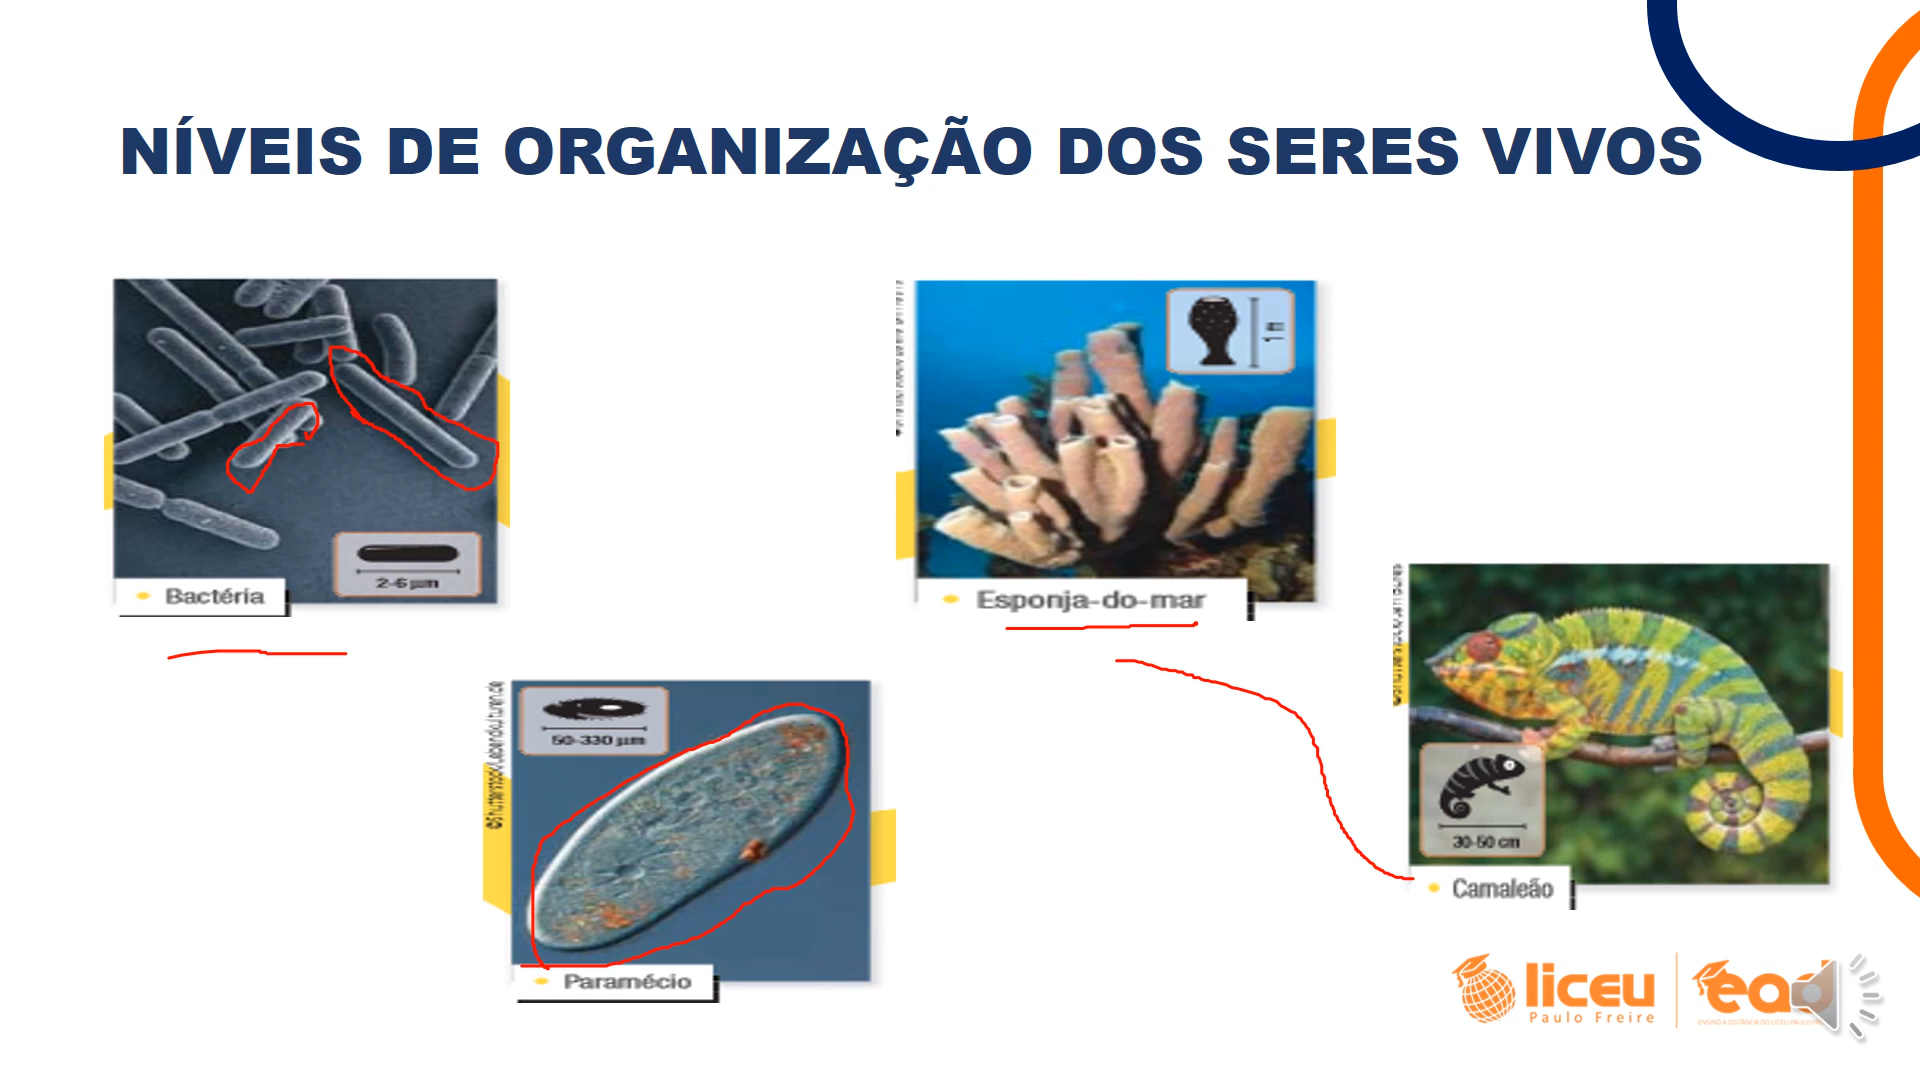 NÍVEIS DE ORGANIZAÇÃO DOS SERES VIVOS
2-6 µm
Bactéria
1 m
Esponja-do-mar
50-330 µm
Paramécio
30-50 cm
Camaleão
liceu
Paulo Freire
ead